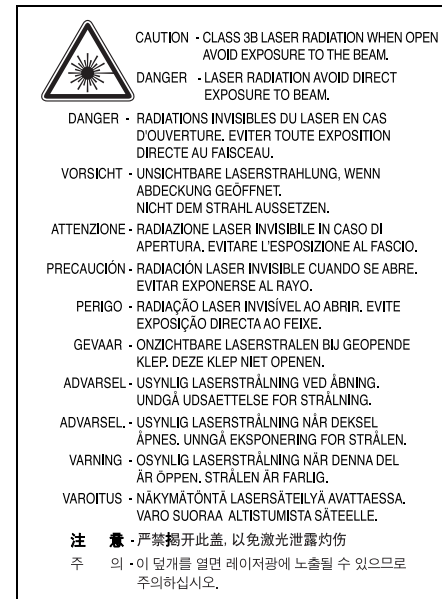 CAUTION - CLASS 3B LASER RADIATION WHEN OPEN
AVOID EXPOSURE TO THE BEAM.
DANGER - LASER RADIATION AVOID DIRECT
EXPOSURE TO BEAM.
DANGER - RADIATIONS INVISIBLES DU LASER EN CAS
D'OUVERTURE. EVITER TOUTE EXPOSITION
DIRECTE AU FAISCEAU.
VORSICHT - UNSICHTBARE LASERSTRAHLUNG, WENN
ABDECKUNG GEÖFFNET.
NICHT DEM STRAHL AUSSETZEN.
ATTENZIONE - RADIAZIONE LASER INVISIBILE IN CASO DI
APERTURA. EVITARE L'ESPOSIZIONE AL FASCIO.
PRECAUCIÓN - RADIACIÓN LASER INVISIBLE CUANDO SE ABRE.
EVITAR EXPONERSE AL RAYO.
PERIGO - RADIAÇÃO LASER INVISÍVEL AO ABRIR. EVITE
EXPOSIÇÃO DIRECTA AO FEIXE.
GEVAAR - ONZICHTBARE LASERSTRALEN BIJ GEOPENDE
KLEP. DEZE KLEP NIET OPENEN.
ADVARSEL - USYNLIG LASERSTRÅLNING VED ÅBNING.
UNDGÅ UDSAETTELSE FOR STRÅLNING.
ADVARSEL. - USYNLIG LASERSTRÅLNING NÅR DEKSEL
ÅPNES. UNNGÅ EKSPONERING FOR STRÅLEN.
VARNING - OSYNLIG LASERSTRÅLNING NÄR DENNA DEL
ÄR ÖPPEN. STRÅLEN ÄR FARLIG.
VAROITUS - NÄKYMÄTÖNTÄ LASERSÄTEILYÄ AVATTAESSA.
VARO SUORAA ALTISTUMISTA SÄTEELLE.
注 意 - 严禁揭开此盖, 以免激光泄露灼伤
주 의 - 이 덮개를 열면 레이저광에 노출될 수 있으므로
주의하십시오.